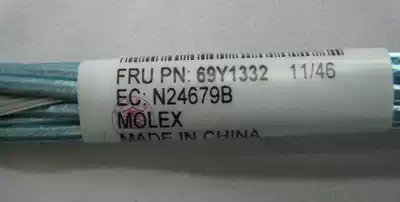 FRU PN: 69Y1332 11/46
EC: N24679B
MOLEX
MADE IN CHINA